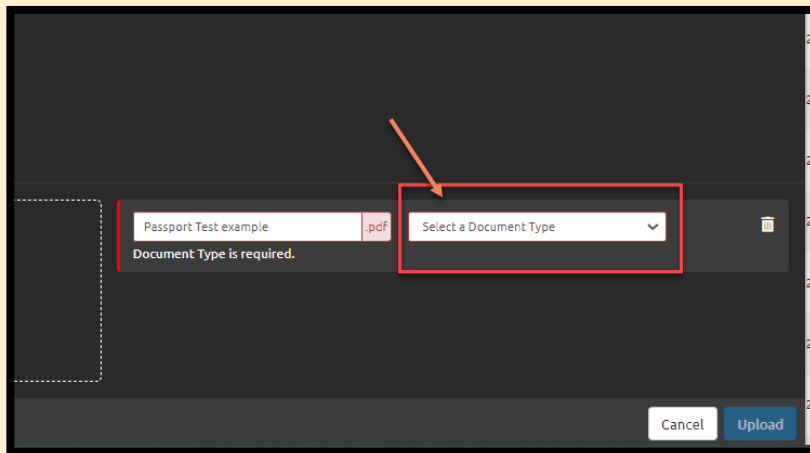 Passport Test example .pdf Select a Document Type
Document Type is required.
Cancel Upload